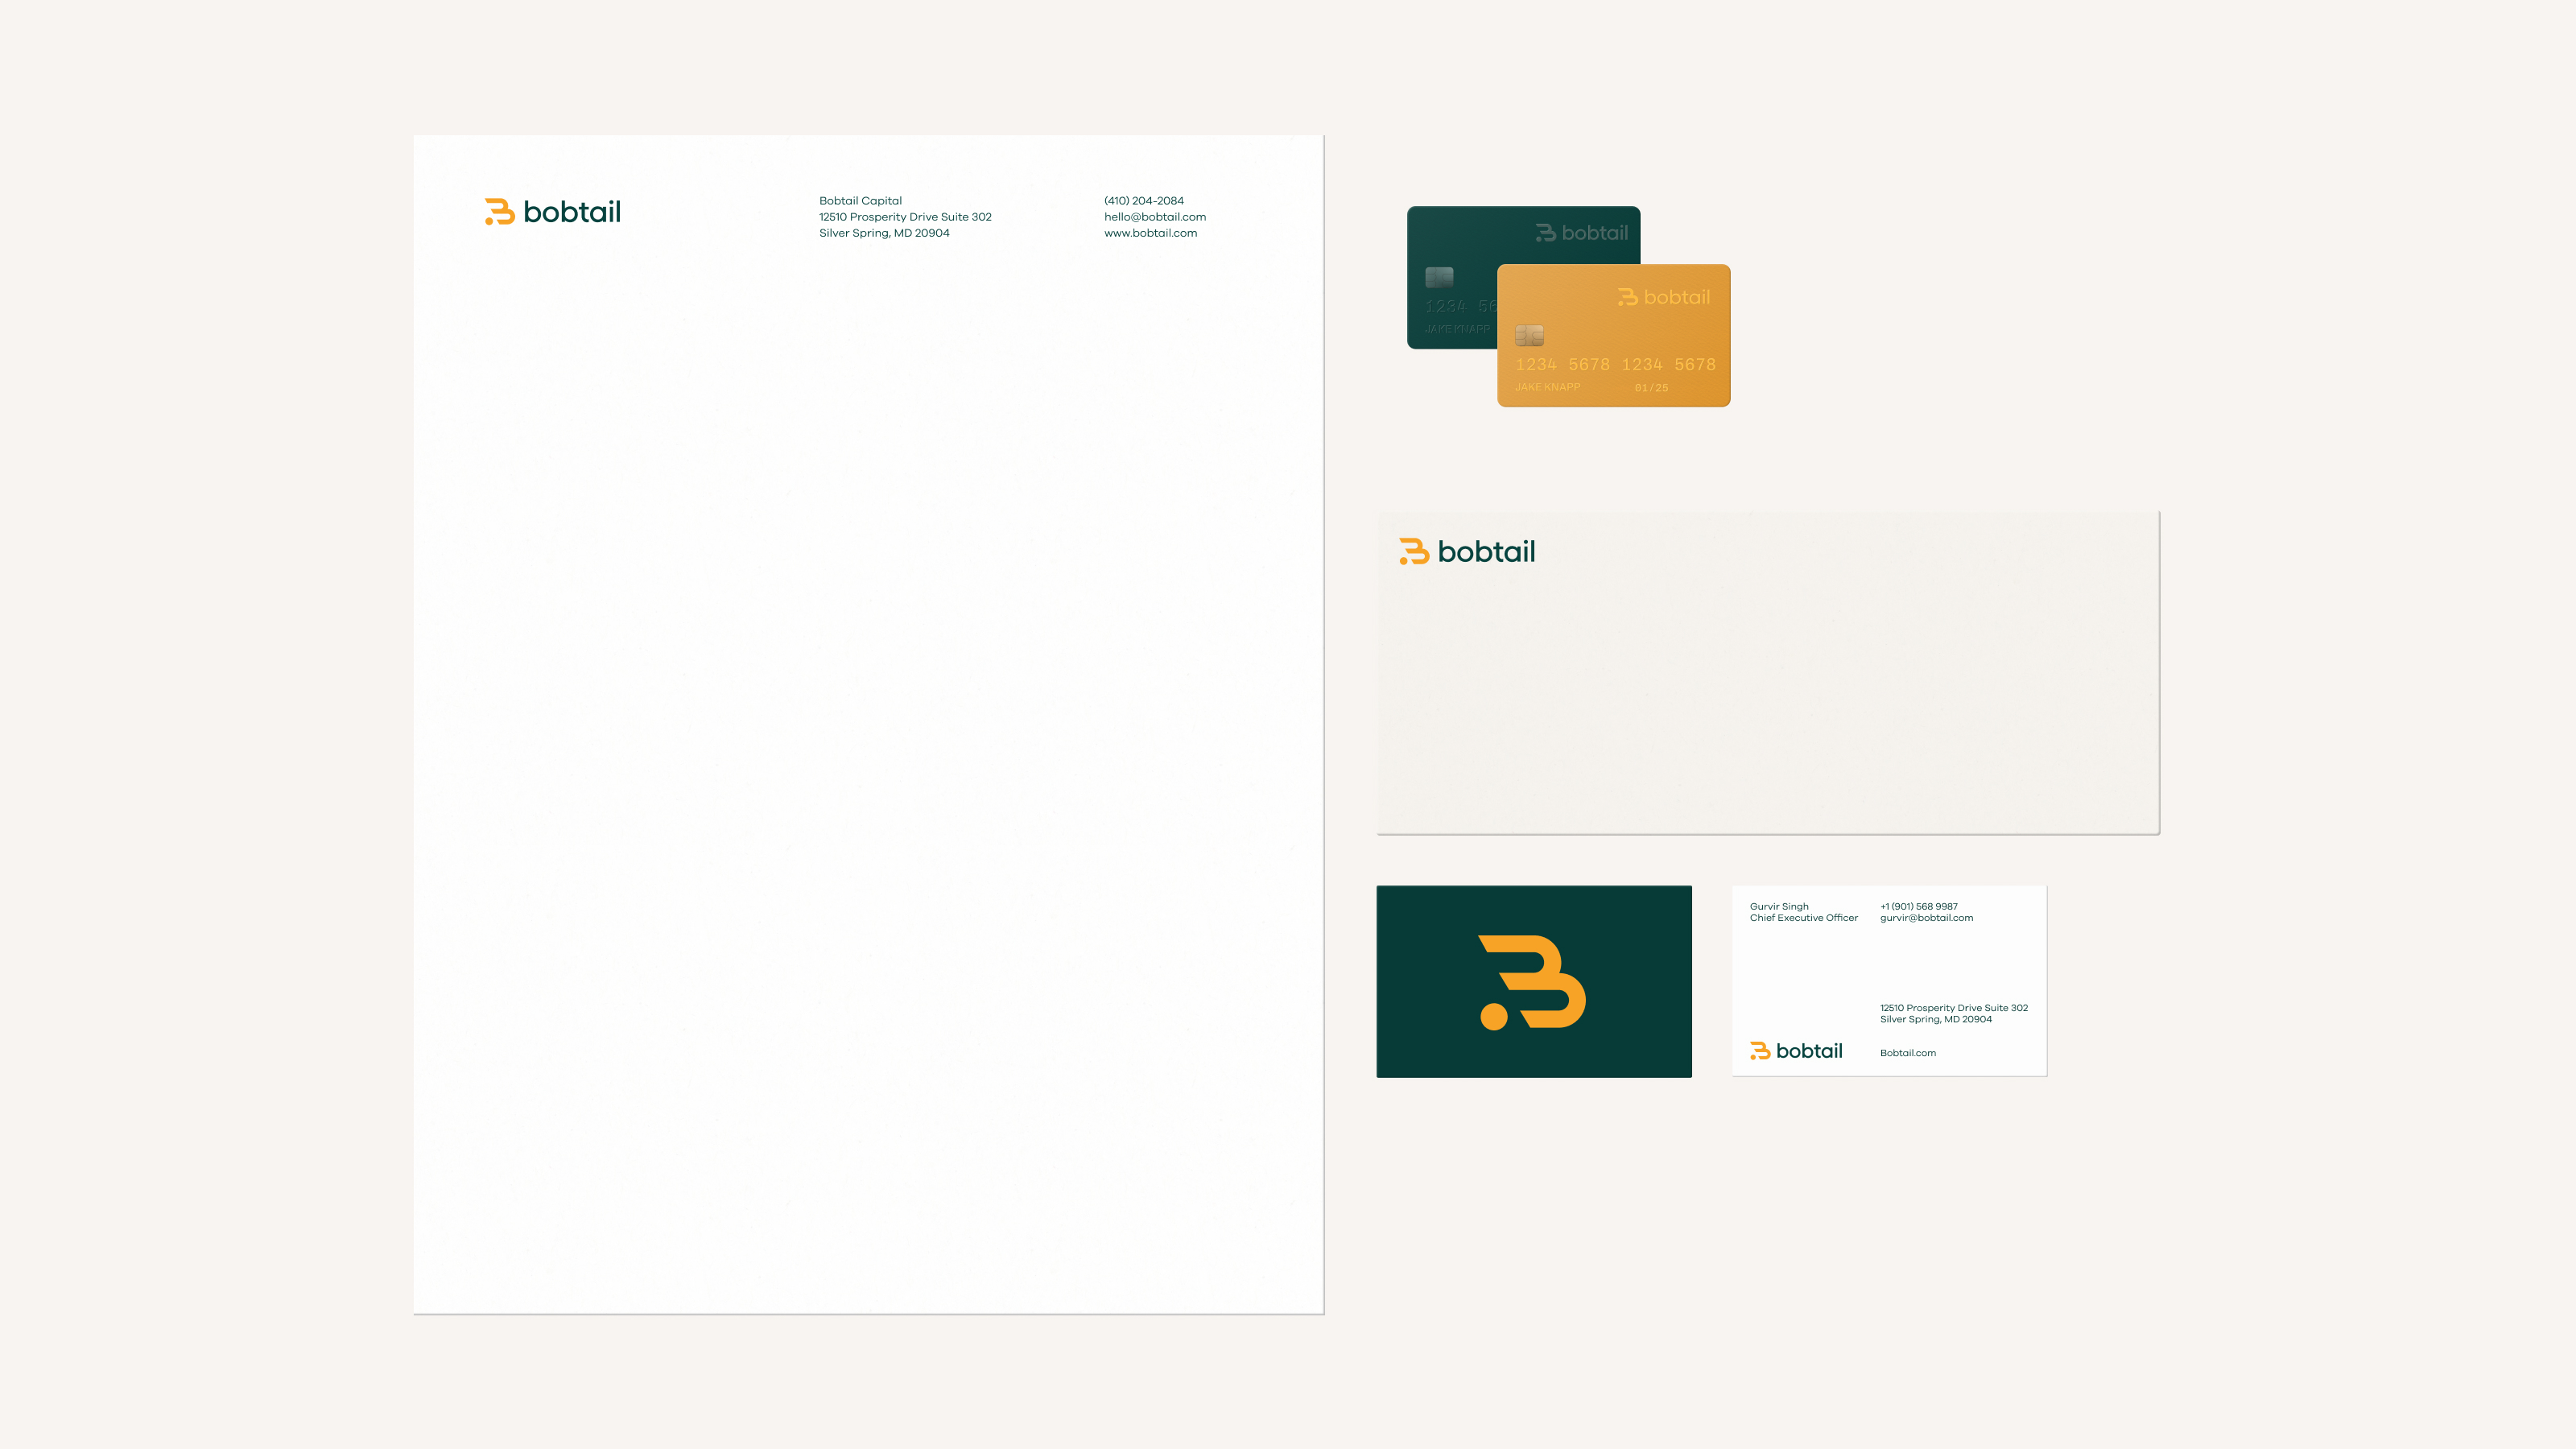 bobtail
Bobtail Capital
12510 Prosperity Drive Suite 302
Silver Spring, MD 20904
(410) 204-2084
hello@bobtail.com
www.bobtail.com
bobtail
1234 56
JAKE KNAPP
bobtail
1234 5678 1234 5678
JAKE KNAPP 01/25
bobtail
Gurvir Singh
Chief Executive Officer
+1 (901) 568 9987
gurvir@bobtail.com
12510 Prosperity Drive Suite 302
Silver Spring, MD 20904
bobtail
Bobtail.com